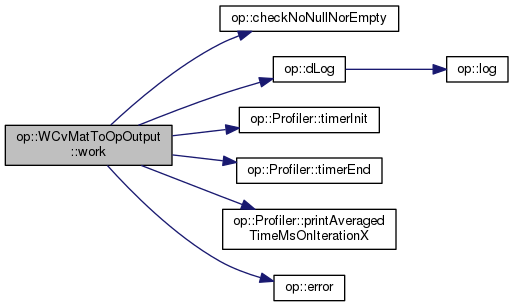 op::checkNoNullNorEmpty
op::dLog
op::log
op::WCvMatToOpOutput
::work
op::Profiler::timerInit
op::Profiler::timerEnd
op::Profiler::printAveraged
TimeMsOnIterationX
op::error